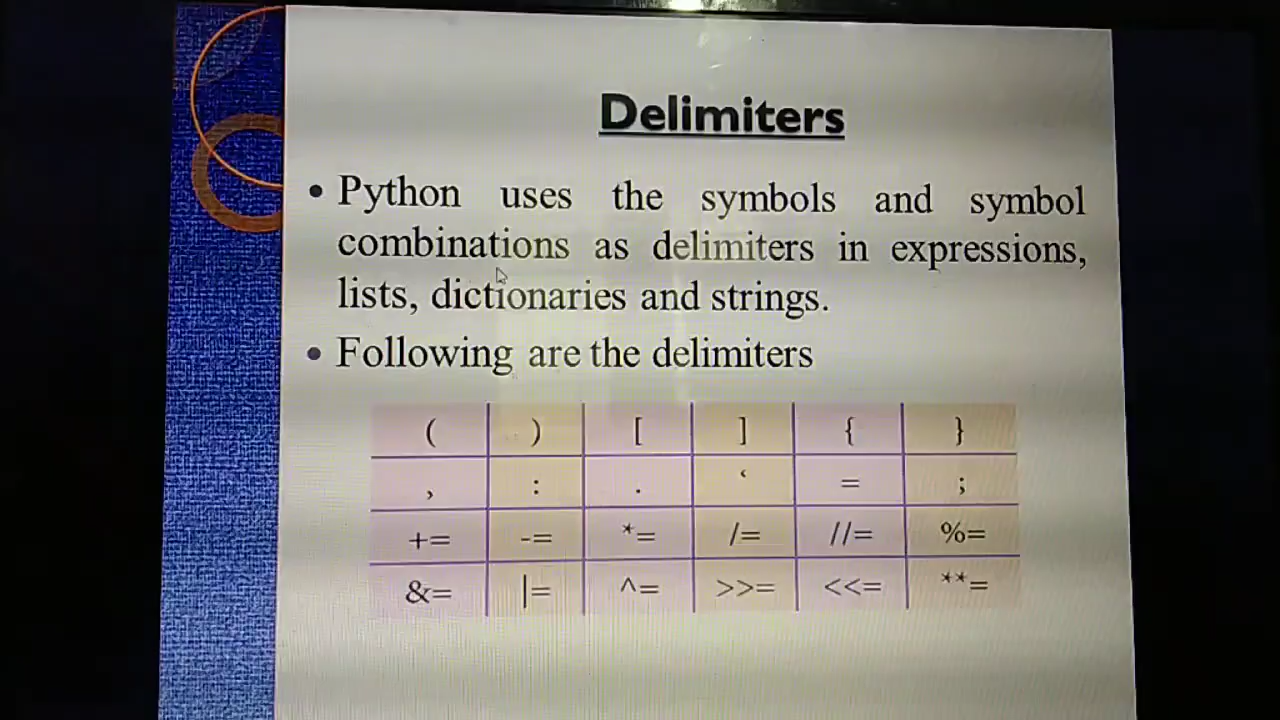 Delimiters
• Python uses the symbols and symbol
combinations as delimiters in expressions,
lists, dictionaries and strings.
• Following are the delimiters
( ) [ ] { }
, : . ‘ = ;
+= -= *= /= //= %=
&= |= ^= >>= <<= **=